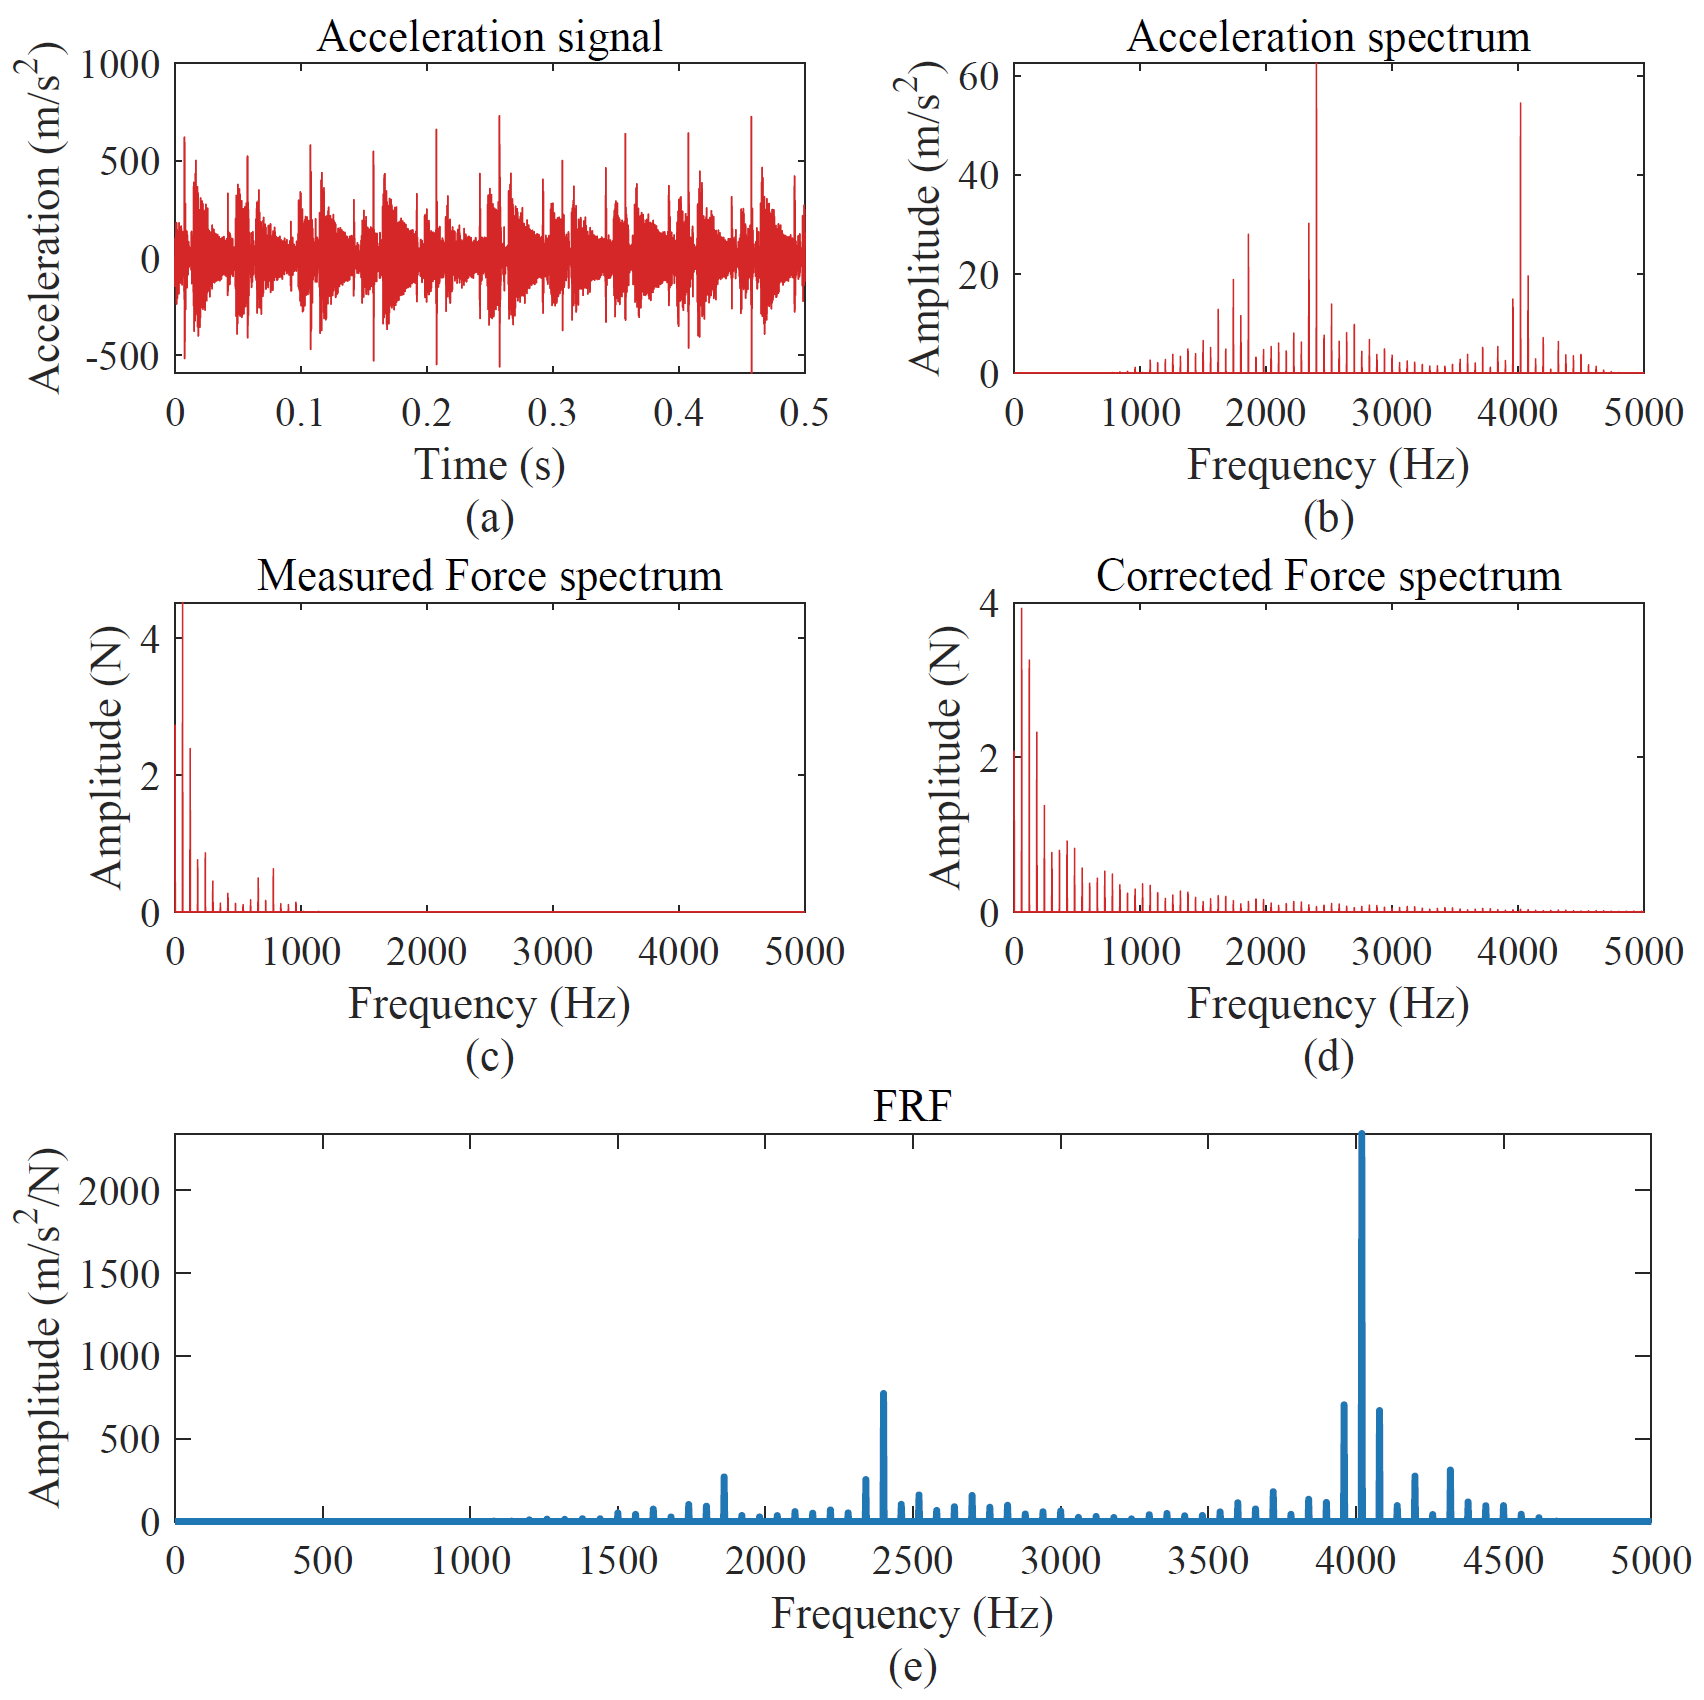 Acceleration signal
Acceleration (m/s²)
1000
500
0
-500
0 0.1 0.2 0.3 0.4 0.5
Time (s)
(a)
Acceleration spectrum
Amplitude (m/s²)
60
40
20
0
0 1000 2000 3000 4000 5000
Frequency (Hz)
(b)
Measured Force spectrum
Amplitude (N)
4
2
0
0 1000 2000 3000 4000 5000
Frequency (Hz)
(c)
Corrected Force spectrum
Amplitude (N)
4
2
0
0 1000 2000 3000 4000 5000
Frequency (Hz)
(d)
FRF
Amplitude (m/s²/N)
2000
1500
1000
500
0
0 500 1000 1500 2000 2500 3000 3500 4000 4500 5000
Frequency (Hz)
(e)